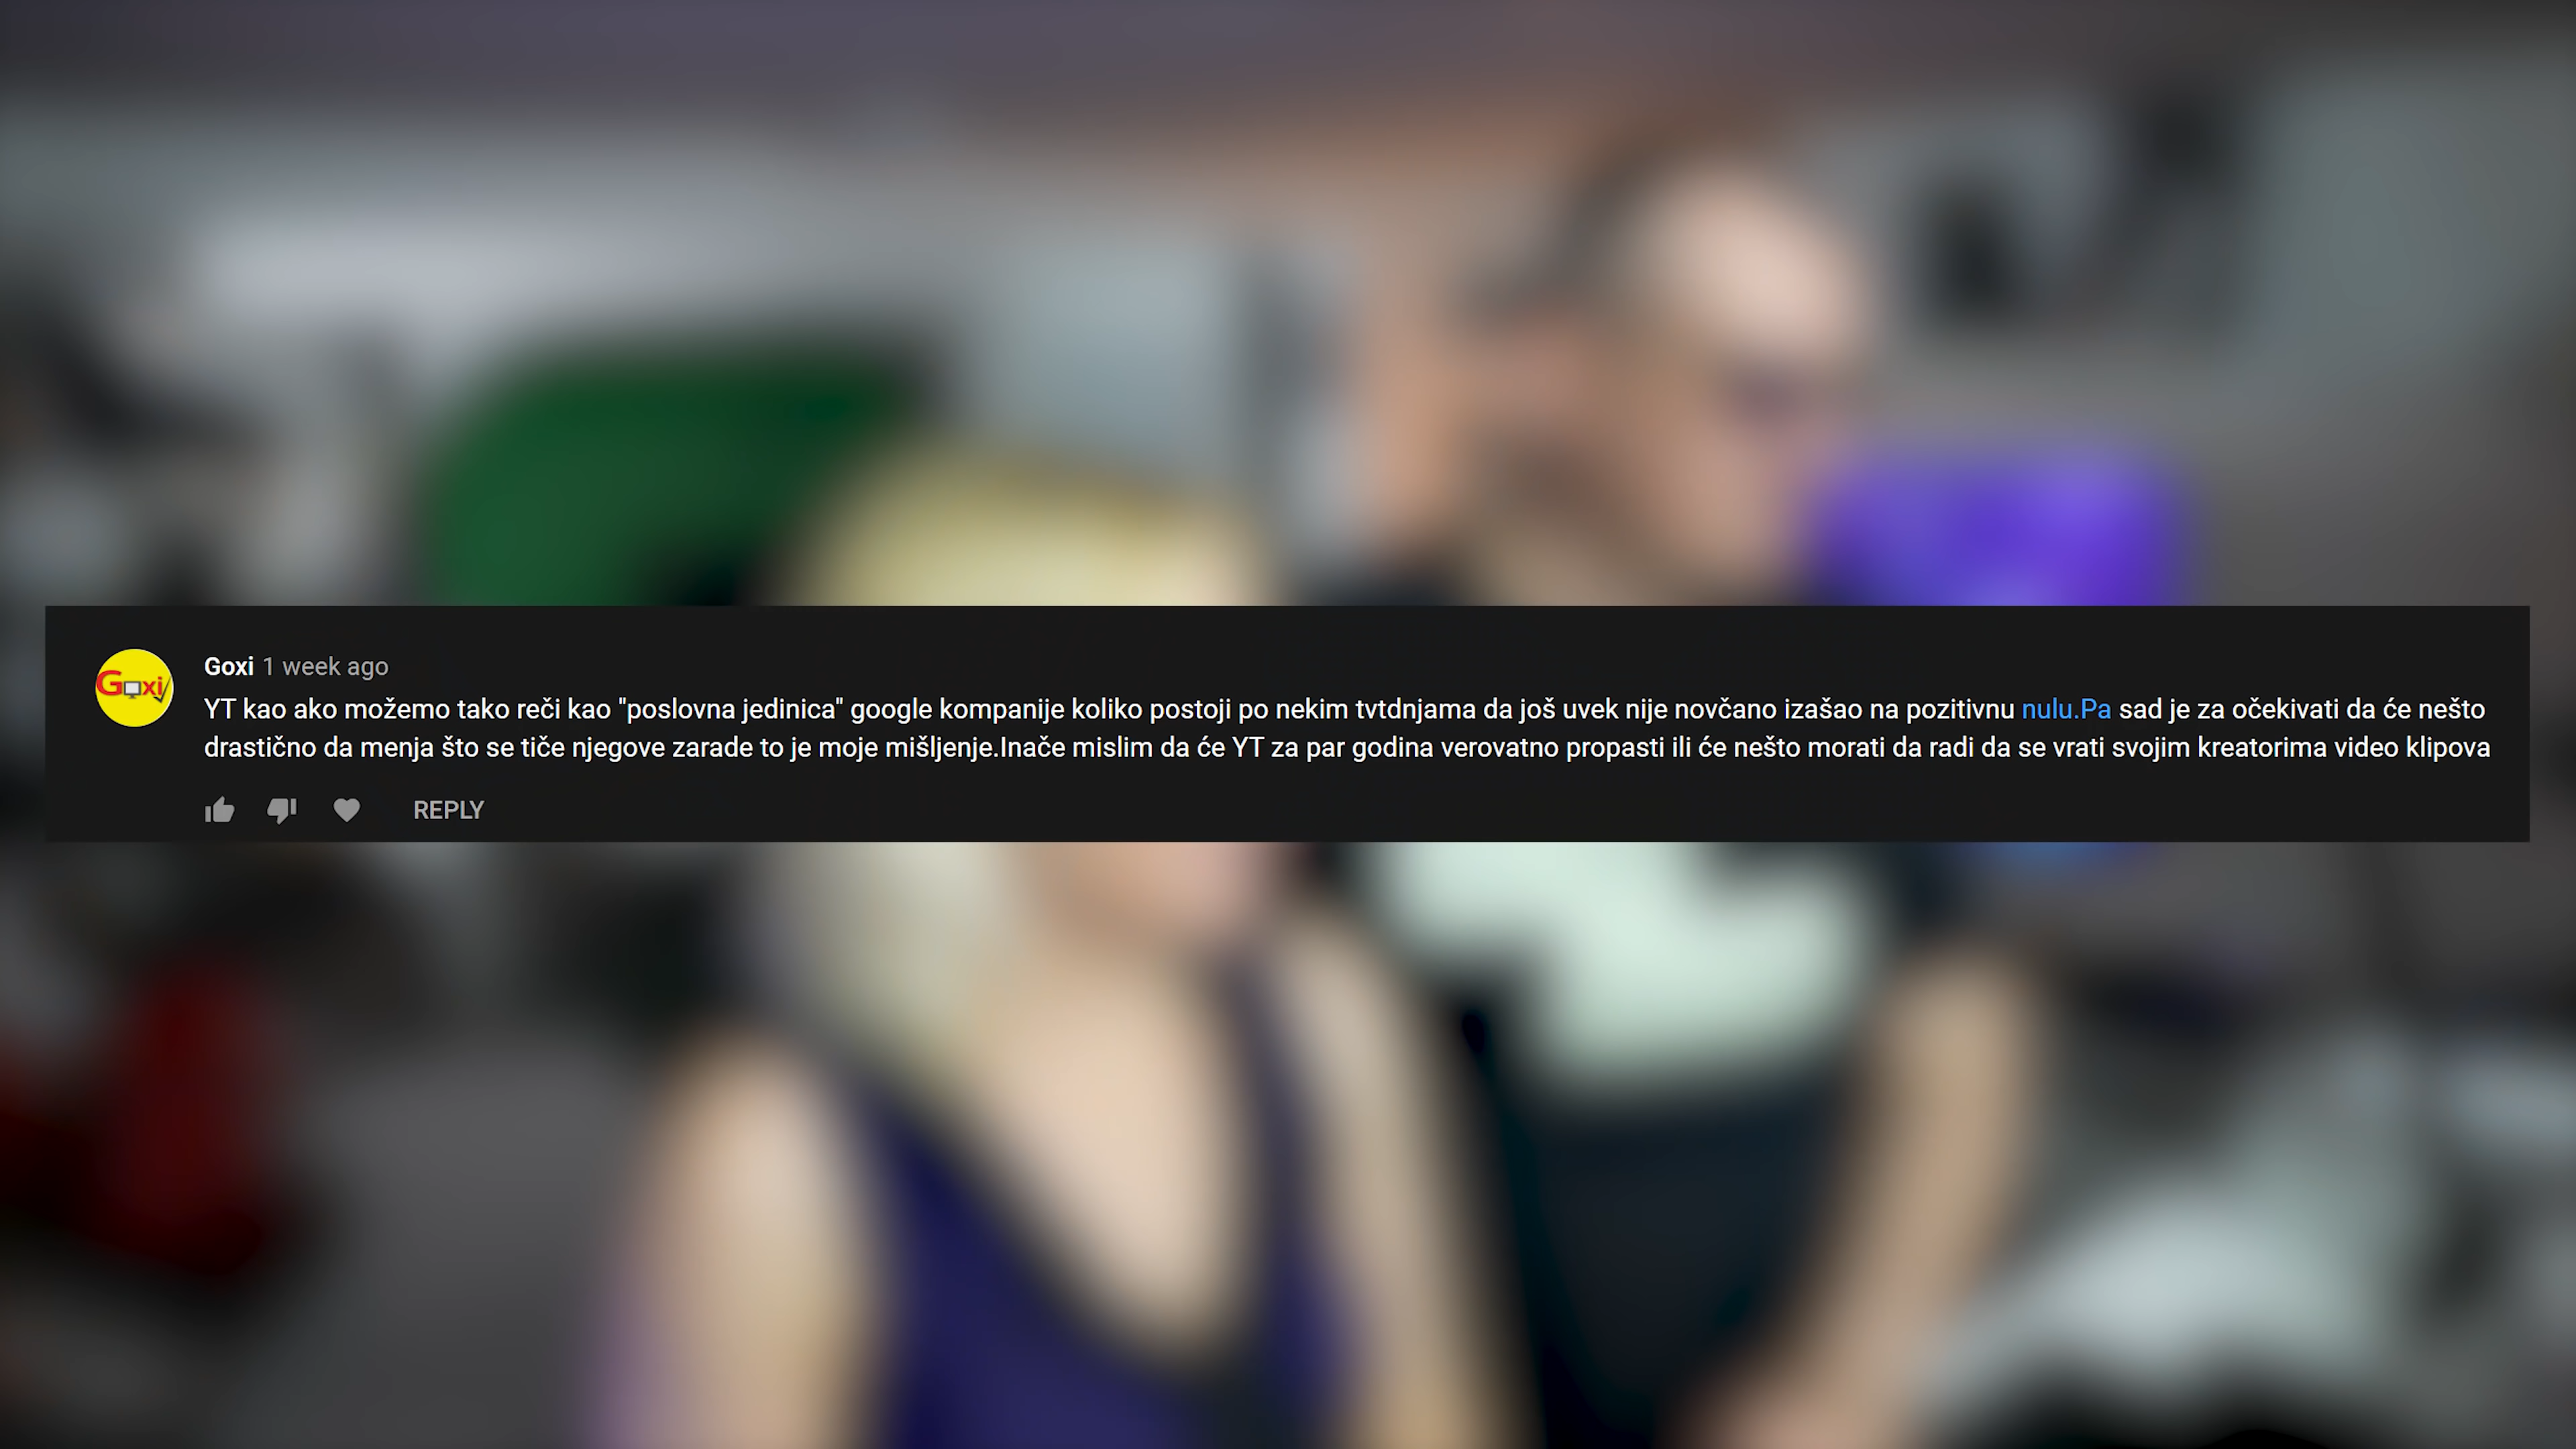 Goxi
Goxi 1 week ago
YT kao ako možemo tako reči kao "poslovna jedinica" google kompanije koliko postoji po nekim tvtdnjama da još uvek nije novčano izašao na pozitivnu nulu.Pa sad je za očekivati da će nešto
drastično da menja što se tiče njegove zarade to je moje mišljenje.Inače mislim da će YT za par godina verovatno propasti ili će nešto morati da radi da se vrati svojim kreatorima video klipova
REPLY